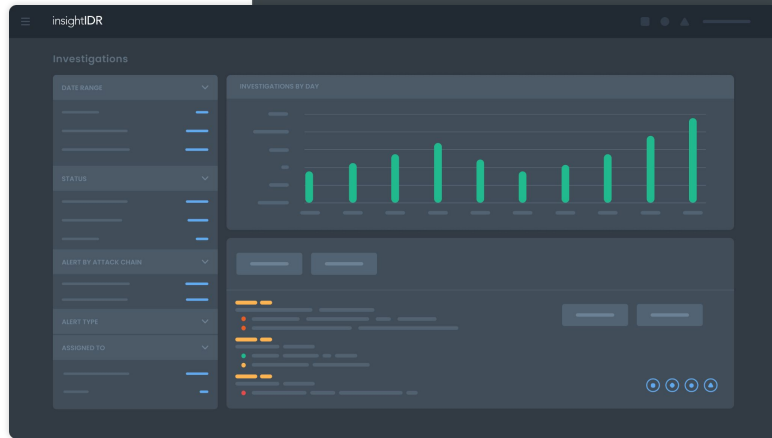 insightIDR
Investigations
DATE RANGE
INVESTIGATIONS BY DAY
STATUS
ALERT BY ATTACK CHAIN
ALERT TYPE
ASSIGNED TO